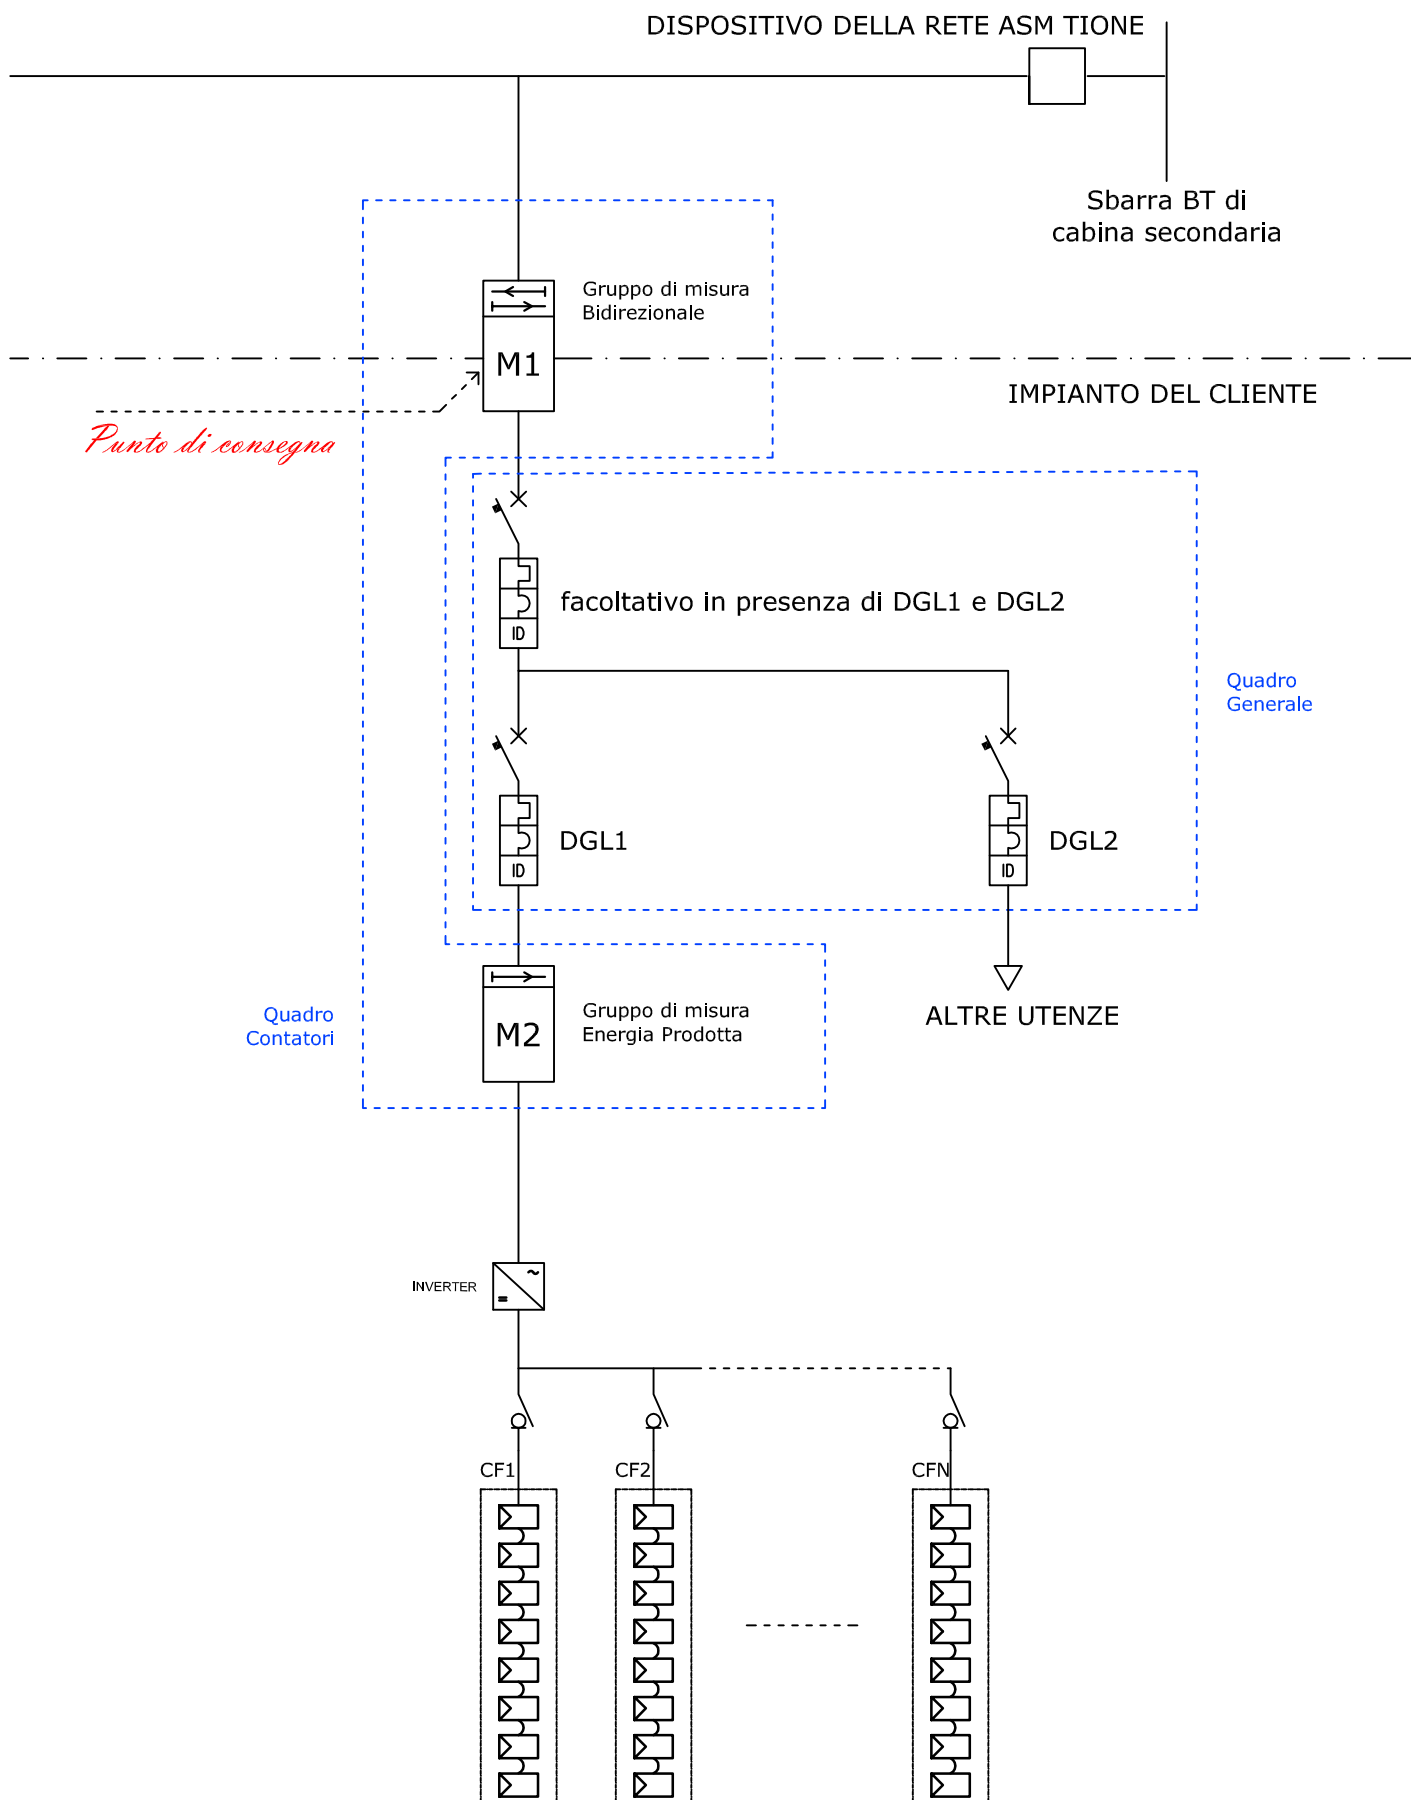 DISPOSITIVO DELLA RETE ASM TIONE
Sbarra BT di
cabina secondaria
Gruppo di misura
Bidirezionale
M1
IMPIANTO DEL CLIENTE
Punto di consegna
facoltativo in presenza di DGL1 e DGL2
ID
Quadro
Generale
DGL1
ID
DGL2
ID
Quadro
Contatori
M2
Gruppo di misura
Energia Prodotta
ALTRE UTENZE
INVERTER
~
=
CF1
CF2
CFN